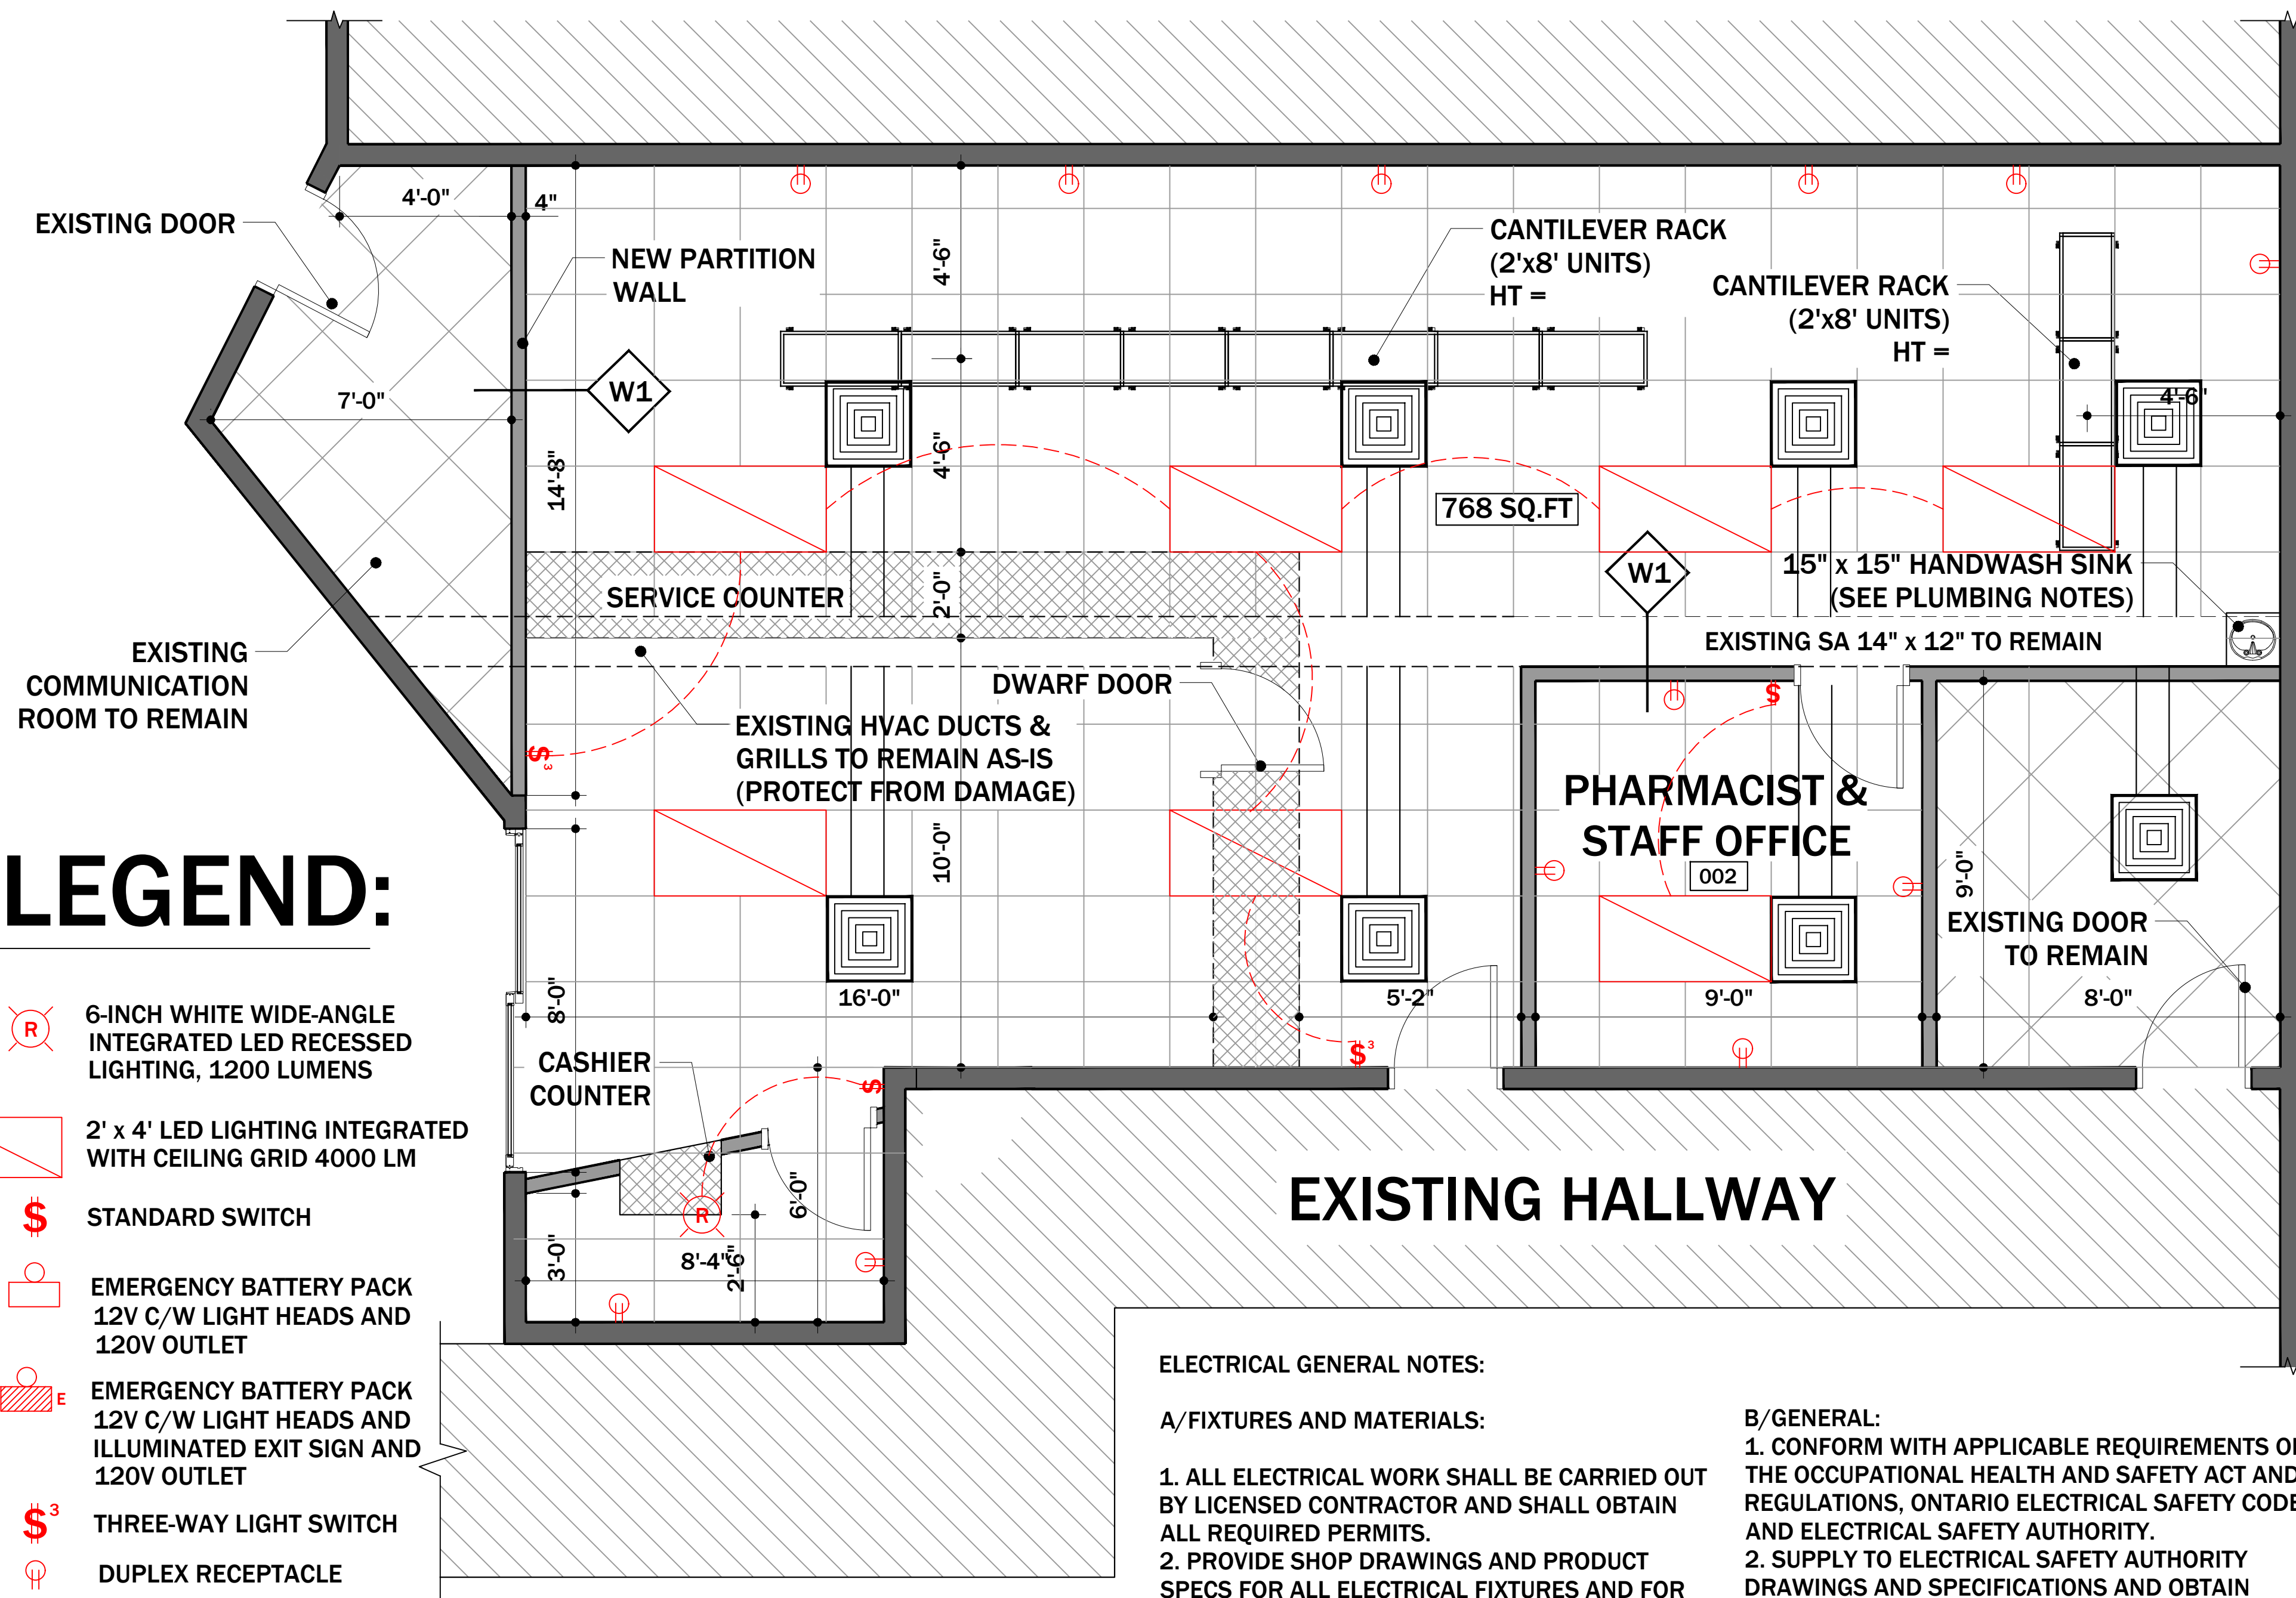 EXISTING DOOR
4'-0"
4"
NEW PARTITION
WALL
4'-6"
CANTILEVER RACK
(2'x8' UNITS)
HT =
CANTILEVER RACK
(2'x8' UNITS)
HT =
7'-0"
W1
4'-6"
14'-8"
4'-6'
768 SQ.FT
W1
15" x 15" HANDWASH SINK
(SEE PLUMBING NOTES)
SERVICE COUNTER
2'-0"
EXISTING SA 14" x 12" TO REMAIN
EXISTING
COMMUNICATION
ROOM TO REMAIN
DWARF DOOR
EXISTING HVAC DUCTS &
GRILLS TO REMAIN AS-IS
(PROTECT FROM DAMAGE)
$3
$
PHARMACIST &
STAFF OFFICE
002
10'-0"
9'-0"
EXISTING DOOR
TO REMAIN
8'-0"
16'-0"
5'-2"
9'-0"
8'-0"
$3
CASHIER
COUNTER
$
R
6'-0"
3'-0"
8'-4"
2'-6"
EXISTING HALLWAY
LEGEND:
R
6-INCH WHITE WIDE-ANGLE
INTEGRATED LED RECESSED
LIGHTING, 1200 LUMENS
2' x 4' LED LIGHTING INTEGRATED
WITH CEILING GRID 4000 LM
$
STANDARD SWITCH
EMERGENCY BATTERY PACK
12V C/W LIGHT HEADS AND
120V OUTLET
E
EMERGENCY BATTERY PACK
12V C/W LIGHT HEADS AND
ILLUMINATED EXIT SIGN AND
120V OUTLET
$3
THREE-WAY LIGHT SWITCH
DUPLEX RECEPTACLE
ELECTRICAL GENERAL NOTES:
A/FIXTURES AND MATERIALS:
1. ALL ELECTRICAL WORK SHALL BE CARRIED OUT
BY LICENSED CONTRACTOR AND SHALL OBTAIN
ALL REQUIRED PERMITS.
2. PROVIDE SHOP DRAWINGS AND PRODUCT
SPECS FOR ALL ELECTRICAL FIXTURES AND FOR
B/GENERAL:
1. CONFORM WITH APPLICABLE REQUIREMENTS OF
THE OCCUPATIONAL HEALTH AND SAFETY ACT AND
REGULATIONS, ONTARIO ELECTRICAL SAFETY CODE
AND ELECTRICAL SAFETY AUTHORITY.
2. SUPPLY TO ELECTRICAL SAFETY AUTHORITY
DRAWINGS AND SPECIFICATIONS AND OBTAIN